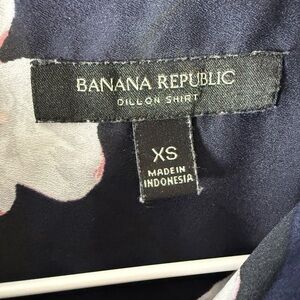 BANANA REPUBLIC
DILLON SHIRT
XS
MADE IN
INDONESIA